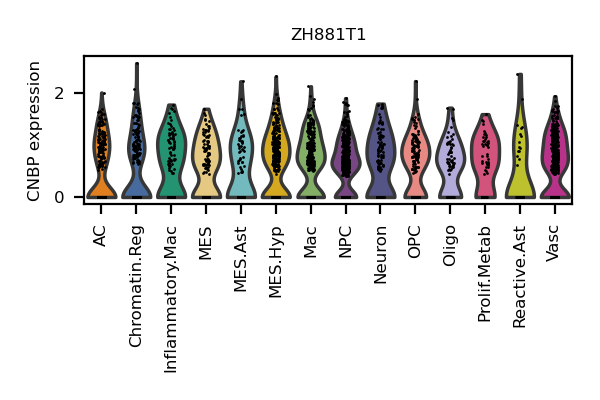 ZH881T1
CNBP expression
2
0
AC
Chromatin.Reg
Inflammatory.Mac
MES
MES.Ast
MES.Hyp
Mac
NPC
Neuron
OPC
Oligo
Prolif.Metab
Reactive.Ast
Vasc